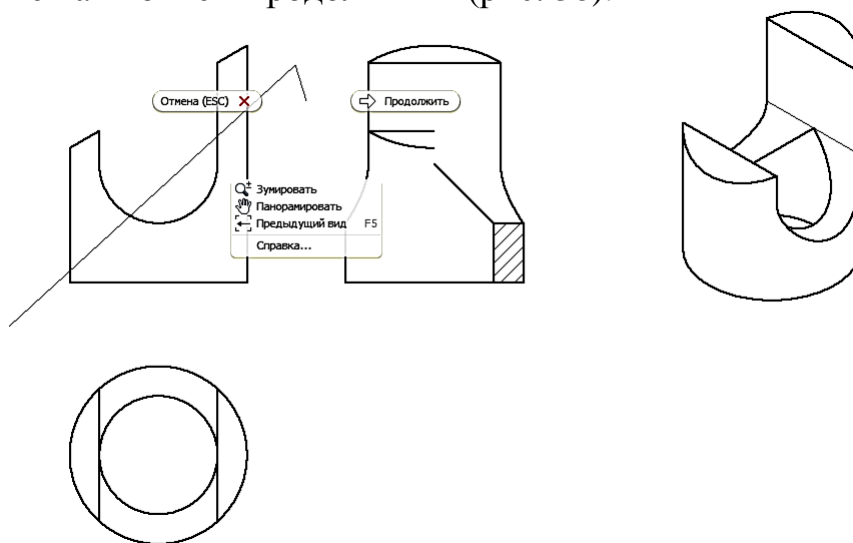 Отмена (ESC)
Продолжить
Зумировать
Панорамировать
Предыдущий вид F5
Справка...